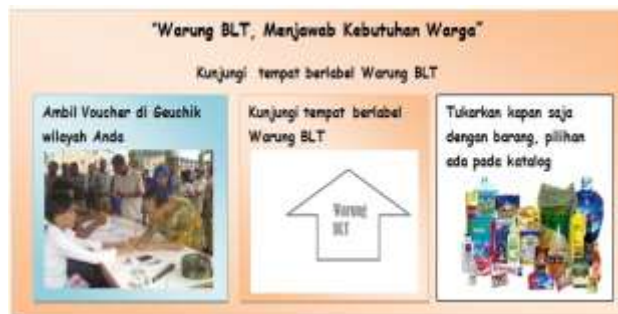 "Warung BLT, Menjawab Kebutuhan Warga"
Kunjungi tempat berlabel Warung BLT
Ambil Voucher di Geuchik
wilayah Anda
Kunjungi tempat berlabel
Warung BLT
Warung
BLT
Tukarkan kapan saja
dengan barang, pilihan
ada pada katalog